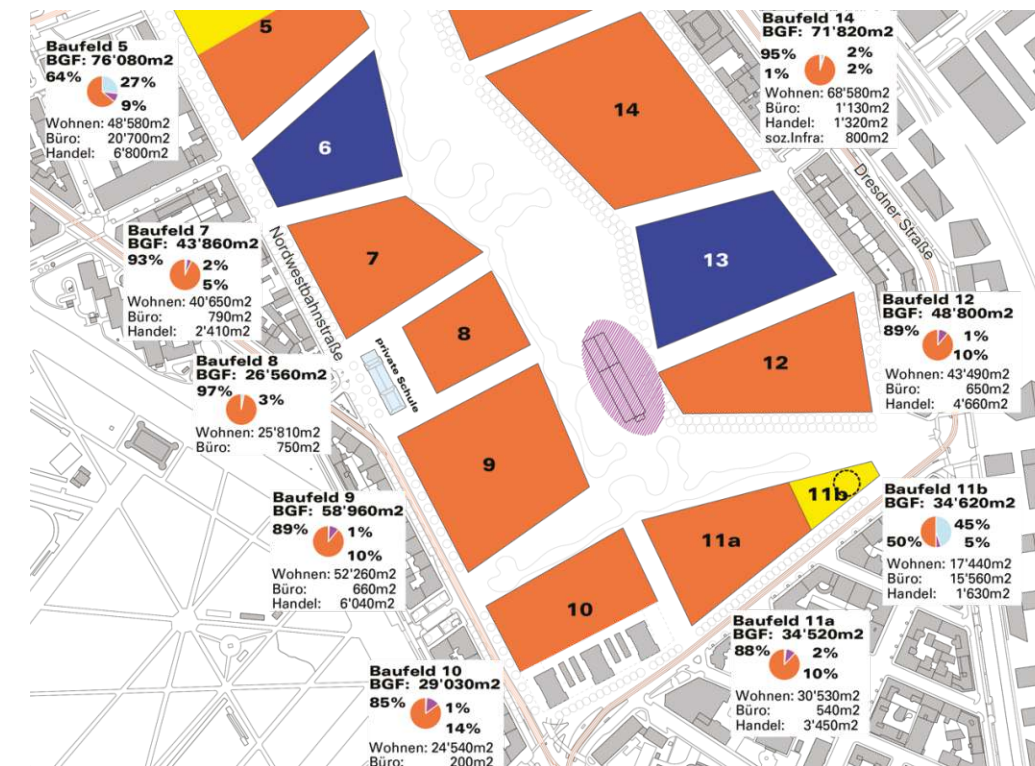 Baufeld 5
BGF: 76'080m2
64%
27%
9%
Wohnen: 48'580m2
Büro: 20'700m2
Handel: 6'800m2
5
6
7
8
9
10
11a
11b
12
13
14
Baufeld 14
BGF: 71'820m2
95%
2%
1%
2%
Wohnen: 68'580m2
Büro: 1'130m2
Handel: 1'320m2
soz.Infra: 800m2
Dresdner Straße
Nordwestbahnstraße
private Schule
Baufeld 7
BGF: 43'860m2
93%
2%
5%
Wohnen: 40'650m2
Büro: 790m2
Handel: 2'410m2
Baufeld 8
BGF: 26'560m2
97%
3%
Wohnen: 25'810m2
Büro: 750m2
Baufeld 12
BGF: 48'800m2
89%
1%
10%
Wohnen: 43'490m2
Büro: 650m2
Handel: 4'660m2
Baufeld 9
BGF: 58'960m2
89%
1%
10%
Wohnen: 52'260m2
Büro: 660m2
Handel: 6'040m2
Baufeld 11b
BGF: 34'620m2
45%
50%
5%
Wohnen: 17'440m2
Büro: 15'560m2
Handel: 1'630m2
Baufeld 11a
BGF: 34'520m2
88%
2%
10%
Wohnen: 30'530m2
Büro: 540m2
Handel: 3'450m2
Baufeld 10
BGF: 29'030m2
85%
1%
14%
Wohnen: 24'540m2
Büro: 200m2